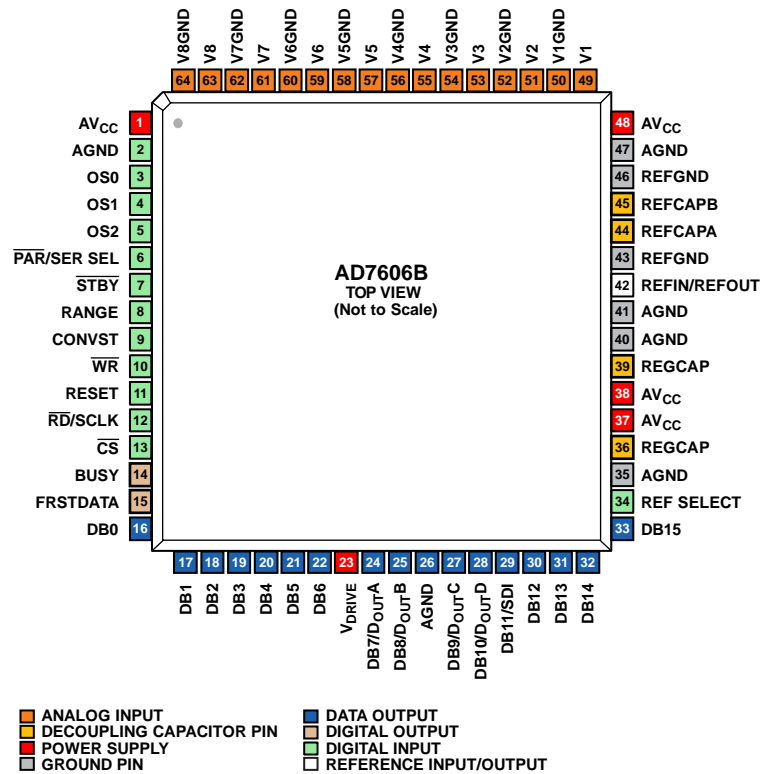 V8GND
V8
V7GND
V7
V6GND
V6
V5GND
V5
V4GND
V4
V3GND
V3
V2GND
V2
V1GND
V1
64 63 62 61 60 59 58 57 56 55 54 53 52 51 50 49
AVCC 1
AGND 2
OS0 3
OS1 4
OS2 5
PAR/SER SEL 6
STBY 7
RANGE 8
CONVST 9
WR 10
RESET 11
RD/SCLK 12
CS 13
BUSY 14
FRSTDATA 15
DB0 16
AD7606B
TOP VIEW
(Not to Scale)
48 AVCC
47 AGND
46 REFGND
45 REFCAPB
44 REFCAPA
43 REFGND
42 REFIN/REFOUT
41 AGND
40 AGND
39 REGCAP
38 AVCC
37 AVCC
36 REGCAP
35 AGND
34 REF SELECT
33 DB15
17 18 19 20 21 22 23 24 25 26 27 28 29 30 31 32
DB1
DB2
DB3
DB4
DB5
DB6
VDRIVE
DB7/DOUTA
DB8/DOUTB
AGND
DB9/DOUTC
DB10/DOUTD
DB11/SDI
DB12
DB13
DB14
ANALOG INPUT
DECOUPLING CAPACITOR PIN
POWER SUPPLY
GROUND PIN
DATA OUTPUT
DIGITAL OUTPUT
DIGITAL INPUT
REFERENCE INPUT/OUTPUT